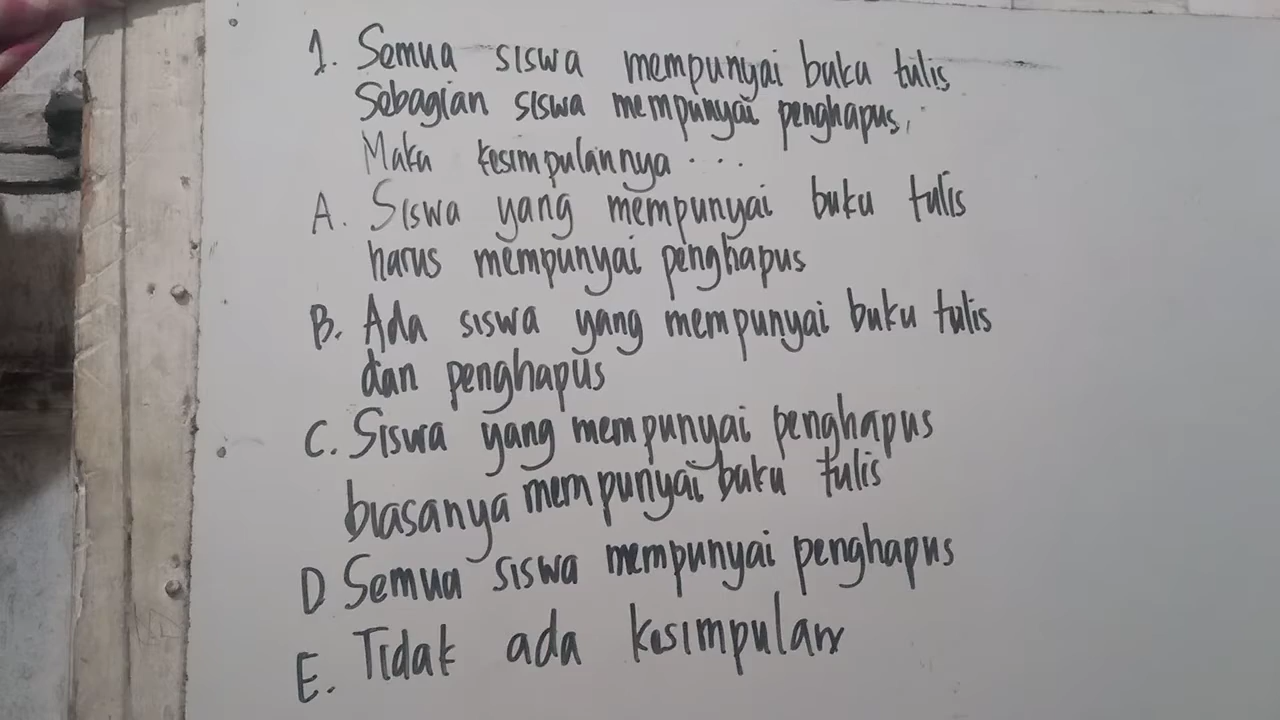 1. Semua siswa mempunyai buku tulis
Sebagian siswa mempunyai penghapus,
Maka kesimpulannya ....
A. Siswa yang mempunyai buku tulis
harus mempunyai penghapus
B. Ada siswa yang mempunyai buku tulis
dan penghapus
C. Siswa yang mempunyai penghapus
biasanya mempunyai buku tulis
D Semua siswa mempunyai penghapus
E. Tidak ada kesimpulan